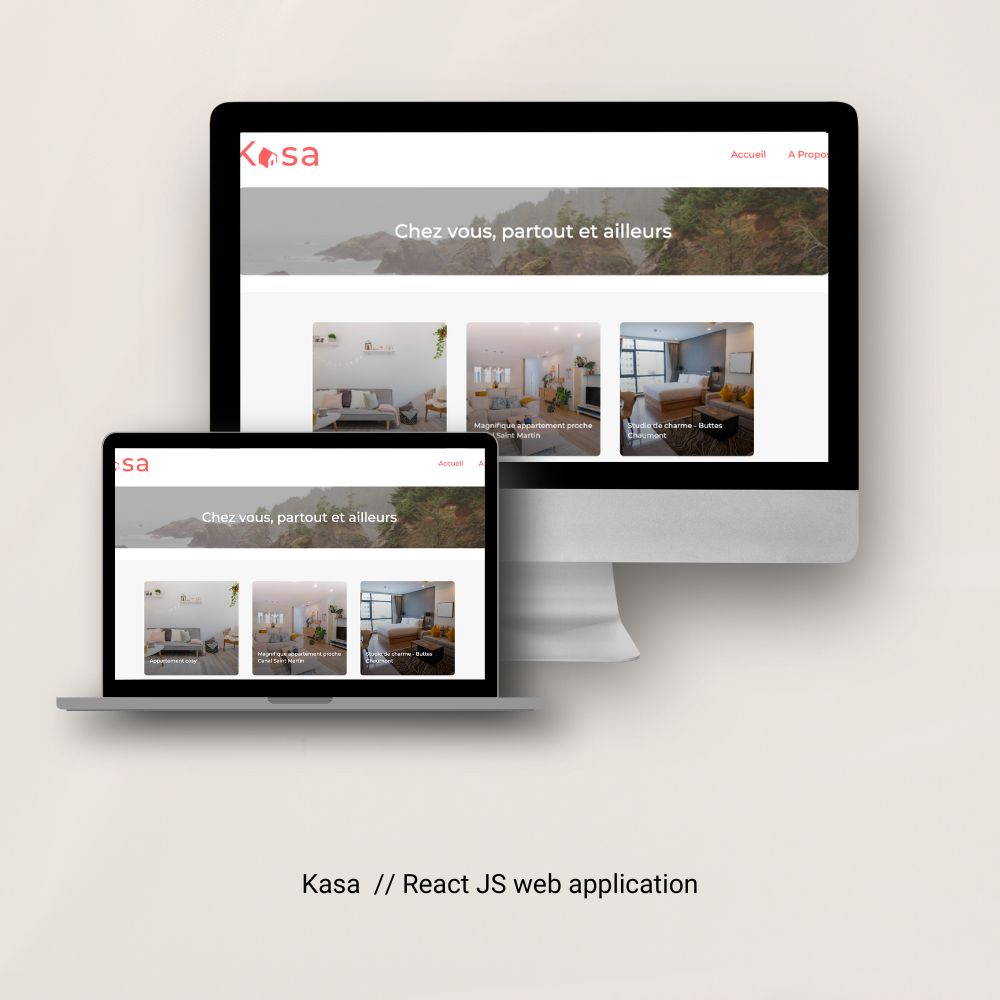 Kasa
Accueil
A Propos
Chez vous, partout et ailleurs
Magnifique appartement proche
Saint Martin
Studio de charme - Buttes
Chaumont
sa
Accueil
A
Chez vous, partout et ailleurs
Appartement cosy
Magnifique appartement proche
Canal Saint Martin
Studio de charme - Buttes
Chaumont
Kasa // React JS web application